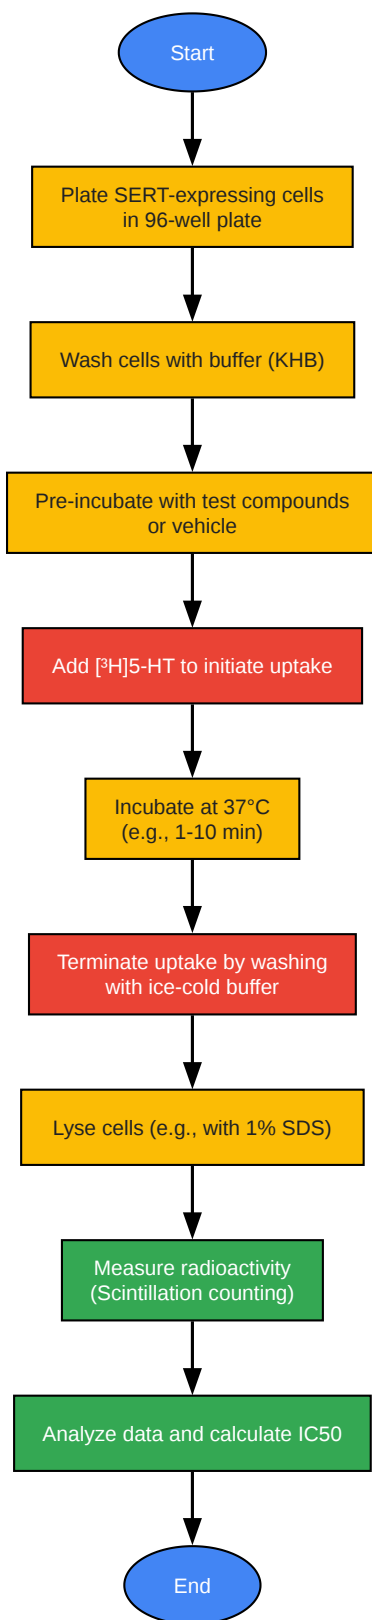 Start
Plate SERT-expressing cells
in 96-well plate
Wash cells with buffer (KHB)
Pre-incubate with test compounds
or vehicle
Add [³H]5-HT to initiate uptake
Incubate at 37°C
(e.g., 1-10 min)
Terminate uptake by washing
with ice-cold buffer
Lyse cells (e.g., with 1% SDS)
Measure radioactivity
(Scintillation counting)
Analyze data and calculate IC50
End